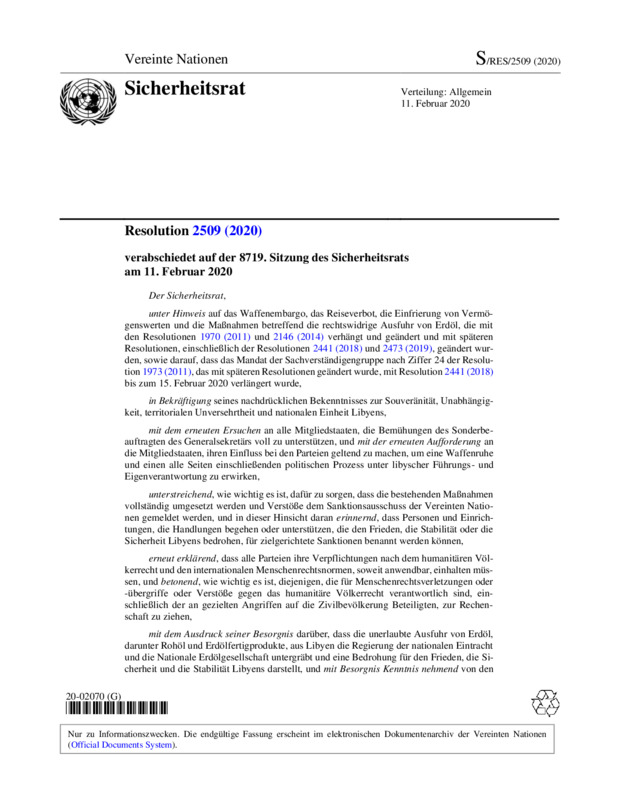 Vereinte Nationen
S/RES/2509 (2020)
Sicherheitsrat
Verteilung: Allgemein
11. Februar 2020
Resolution 2509 (2020)
verabschiedet auf der 8719. Sitzung des Sicherheitsrats
am 11. Februar 2020
Der Sicherheitsrat,
unter Hinweis auf das Waffenembargo, das Reiseverbot, die Einfrierung von Vermö-
genswerten und die Maßnahmen betreffend die rechtswidrige Ausfuhr von Erdöl, die mit
den Resolutionen 1970 (2011) und 2146 (2014) verhängt und geändert und mit späteren
Resolutionen, einschließlich der Resolutionen 2441 (2018) und 2473 (2019), geändert wur-
den, sowie darauf, dass das Mandat der Sachverständigengruppe nach Ziffer 24 der Resolu-
tion 1973 (2011), das mit späteren Resolutionen geändert wurde, mit Resolution 2441 (2018)
bis zum 15. Februar 2020 verlängert wurde,
in Bekräftigung seines nachdrücklichen Bekenntnisses zur Souveränität, Unabhängig-
keit, territorialen Unversehrtheit und nationalen Einheit Libyens,
mit dem erneuten Ersuchen an alle Mitgliedstaaten, die Bemühungen des Sonderbe-
auftragten des Generalsekretärs voll zu unterstützen, und mit der erneuten Aufforderung an
die Mitgliedstaaten, ihren Einfluss bei den Parteien geltend zu machen, um eine Waffenruhe
und einen alle Seiten einschließenden politischen Prozess unter libyscher Führungs- und
Eigenverantwortung zu erwirken,
unterstreichend, wie wichtig es ist, dafür zu sorgen, dass die bestehenden Maßnahmen
vollständig umgesetzt werden und Verstöße dem Sanktionsausschuss der Vereinten Natio-
nen gemeldet werden, und in dieser Hinsicht daran erinnernd, dass Personen und Einrich-
tungen, die Handlungen begehen oder unterstützen, die den Frieden, die Stabilität oder die
Sicherheit Libyens bedrohen, für zielgerichtete Sanktionen benannt werden können,
erneut erklärend, dass alle Parteien ihre Verpflichtungen nach dem humanitären Völ-
kerrecht und den internationalen Menschenrechtsnormen, soweit anwendbar, einhalten müs-
sen, und betonend, wie wichtig es ist, diejenigen, die für Menschenrechtsverletzungen oder
-übergriffe oder Verstöße gegen das humanitäre Völkerrecht verantwortlich sind, ein-
schließlich der an gezielten Angriffen auf die Zivilbevölkerung Beteiligten, zur Rechen-
schaft zu ziehen,
mit dem Ausdruck seiner Besorgnis darüber, dass die unerlaubte Ausfuhr von Erdöl,
darunter Rohöl und Erdölfertigprodukte, aus Libyen die Regierung der nationalen Eintracht
und die Nationale Erdölgesellschaft untergräbt und eine Bedrohung für den Frieden, die Si-
cherheit und die Stabilität Libyens darstellt, und mit Besorgnis Kenntnis nehmend von den
20-02070 (G)
Nur zu Informationszwecken. Die endgültige Fassung erscheint im elektronischen Dokumentenarchiv der Vereinten Nationen
(Official Documents System).